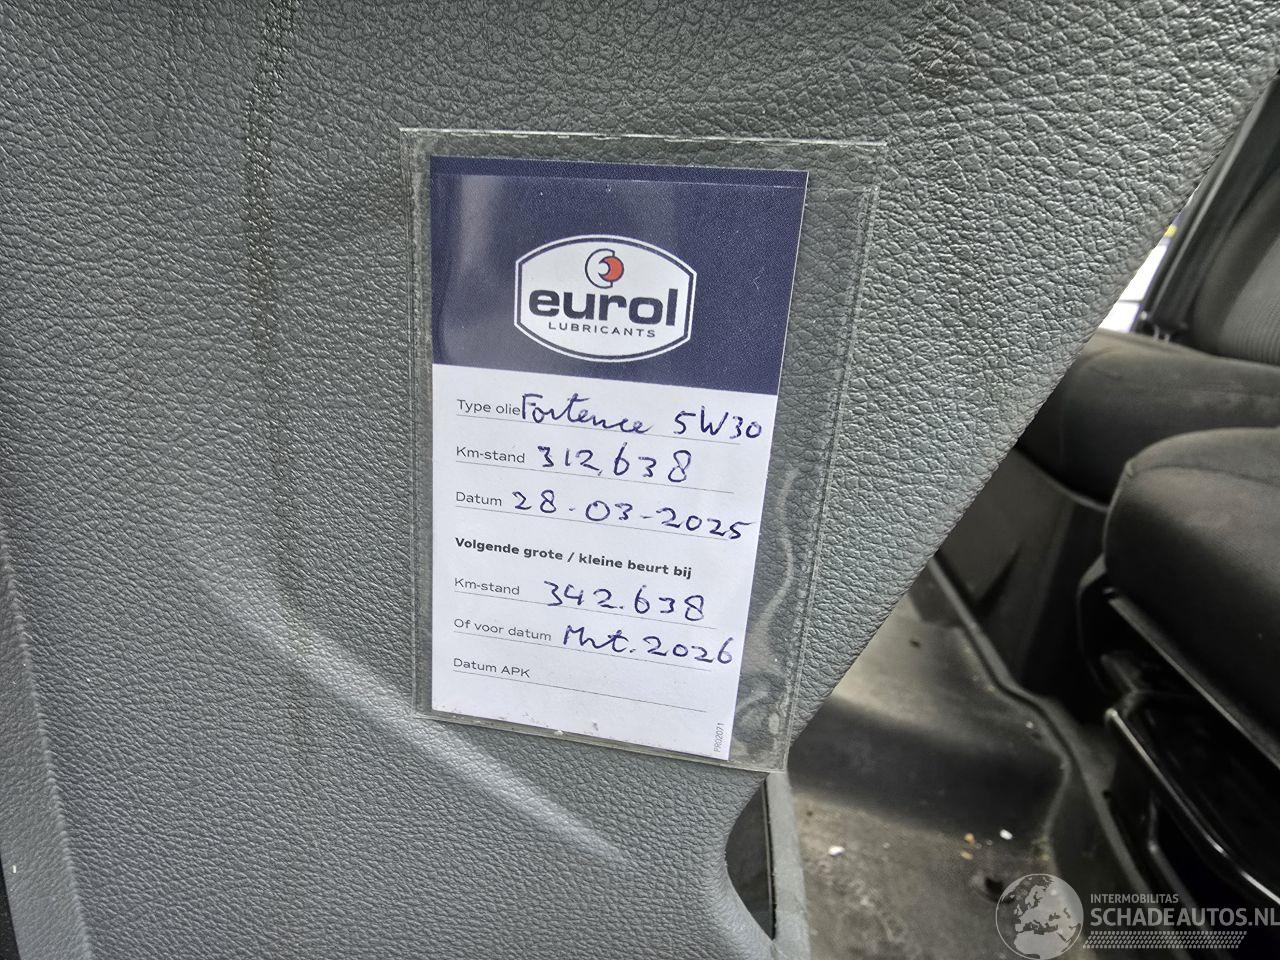 eurol
LUBRICANTS
Type olie Fortence 5W30
Km-stand 312.638
Datum 28-03-2025
Volgende grote / kleine beurt bij
Km-stand 342.638
Of voor datum Mrt. 2026
Datum APK
PR02071
INTERMOBILITAS
SCHADEAUTOS.NL